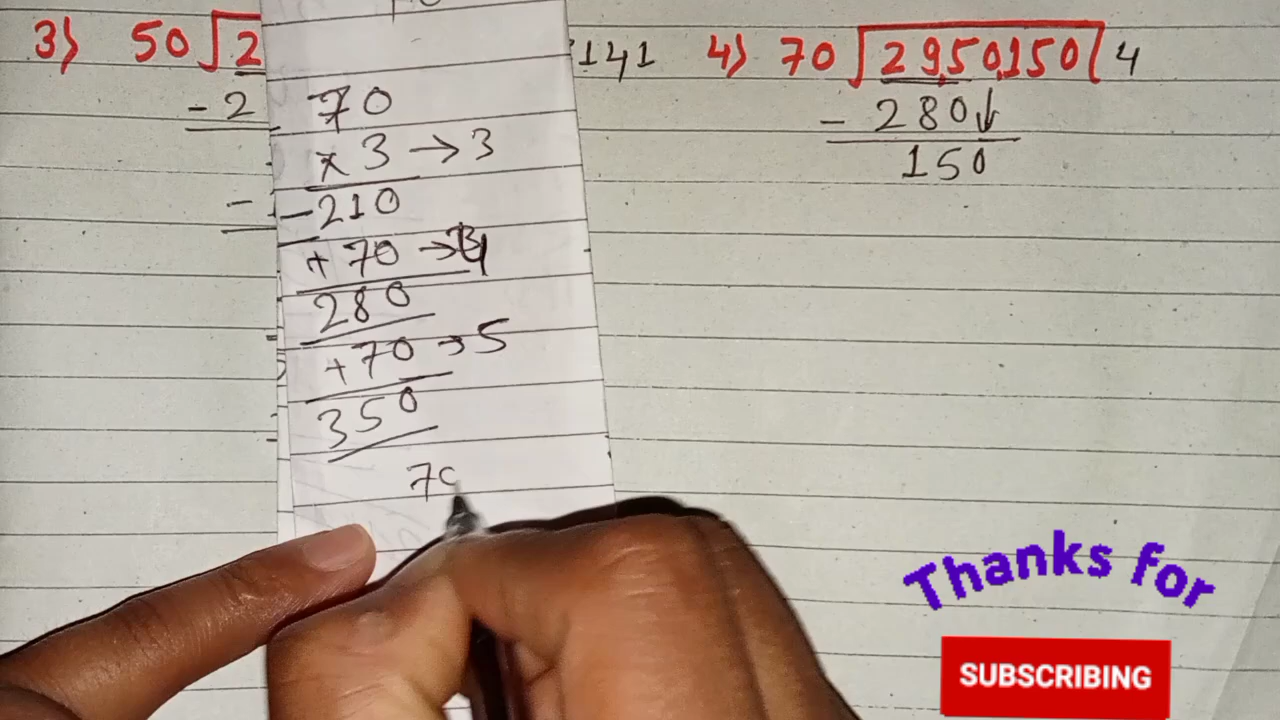 3) 50 2
- 2
-
70
× 3 → 3
- 210
+ 70 → 4
280
+ 70 → 5
350
70
141
4) 70 2950150 4
- 280↓
150
Thanks for
SUBSCRIBING